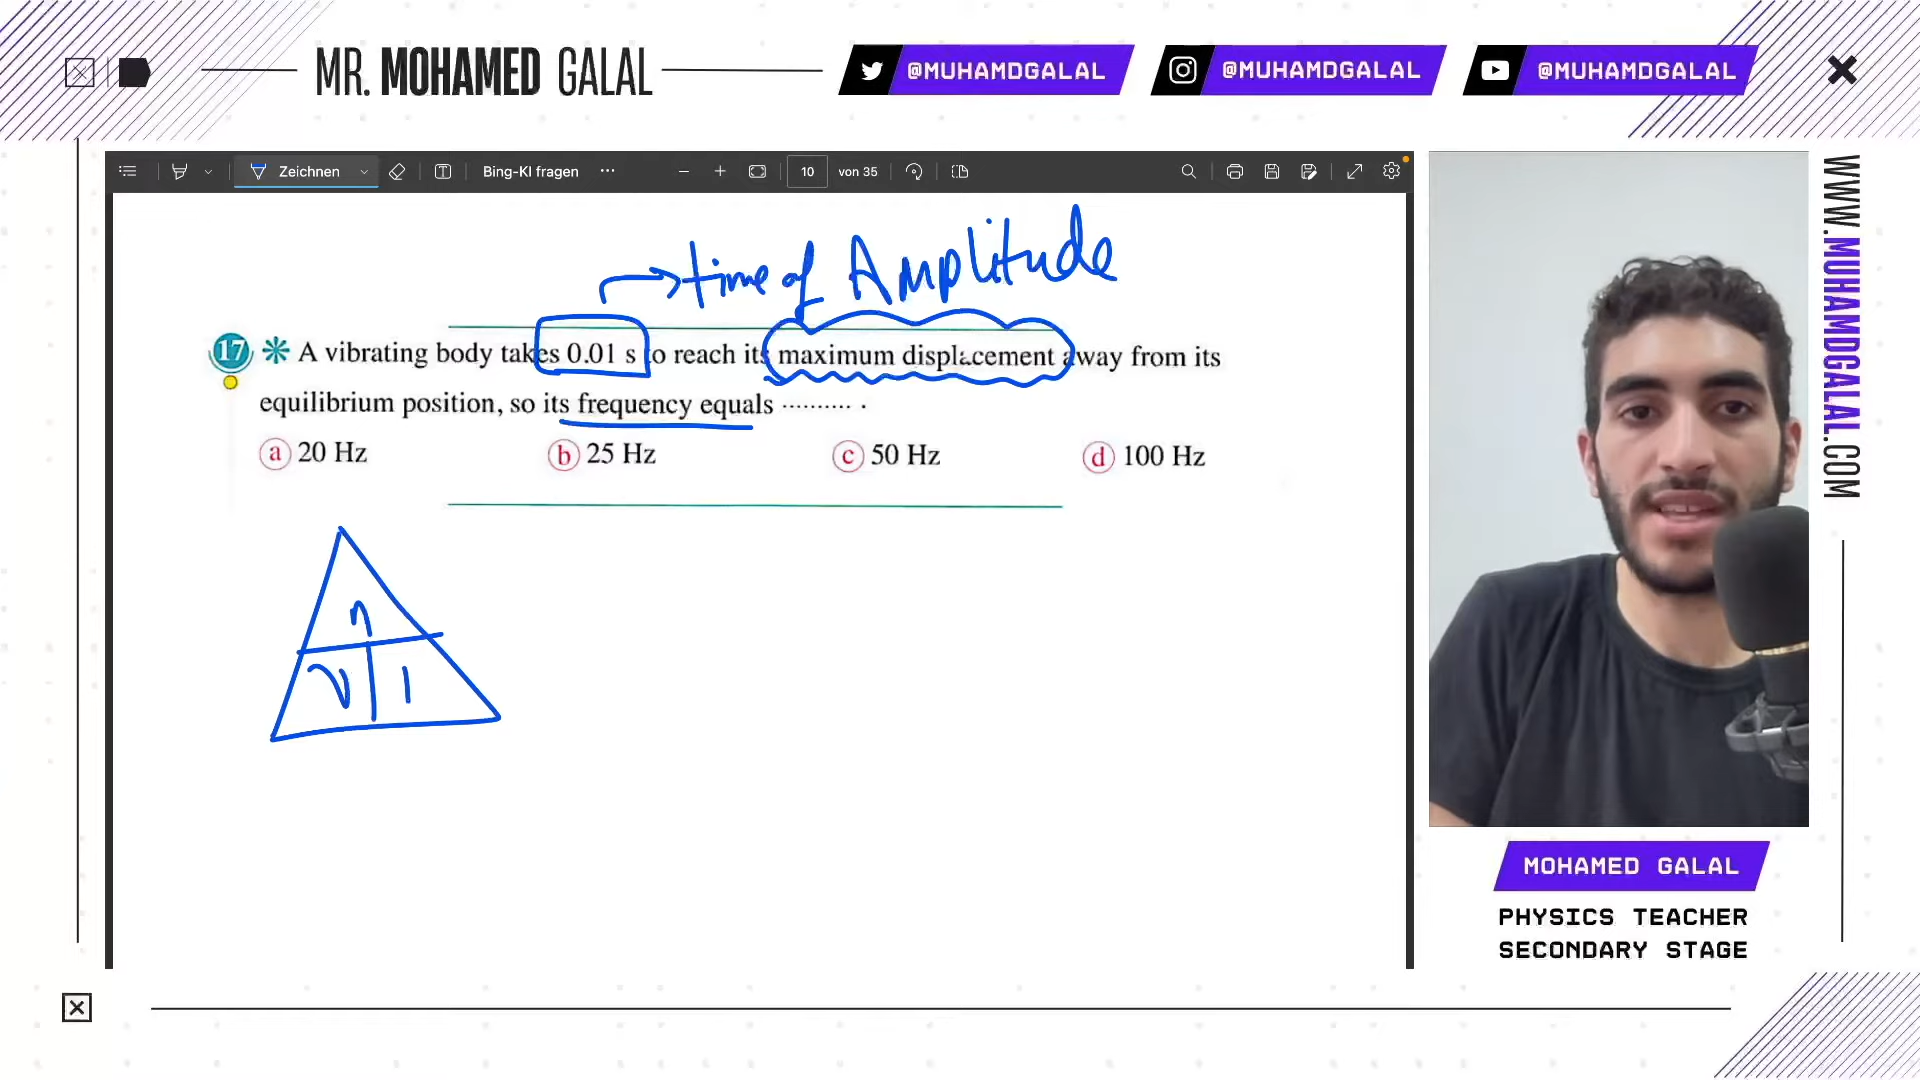 MR. MOHAMED GALAL
@MUHAMDGALAL
@MUHAMDGALAL
@MUHAMDGALAL
WWW.MUHAMDGALAL.COM
Zeichnen
Bing-KI fragen
10 von 35
time of Amplitude
17 A vibrating body takes 0.01 s to reach its maximum displacement away from its
equilibrium position, so its frequency equals .......... .
a 20 Hz
b 25 Hz
c 50 Hz
d 100 Hz
n
ν
MOHAMED GALAL
PHYSICS TEACHER
SECONDARY STAGE